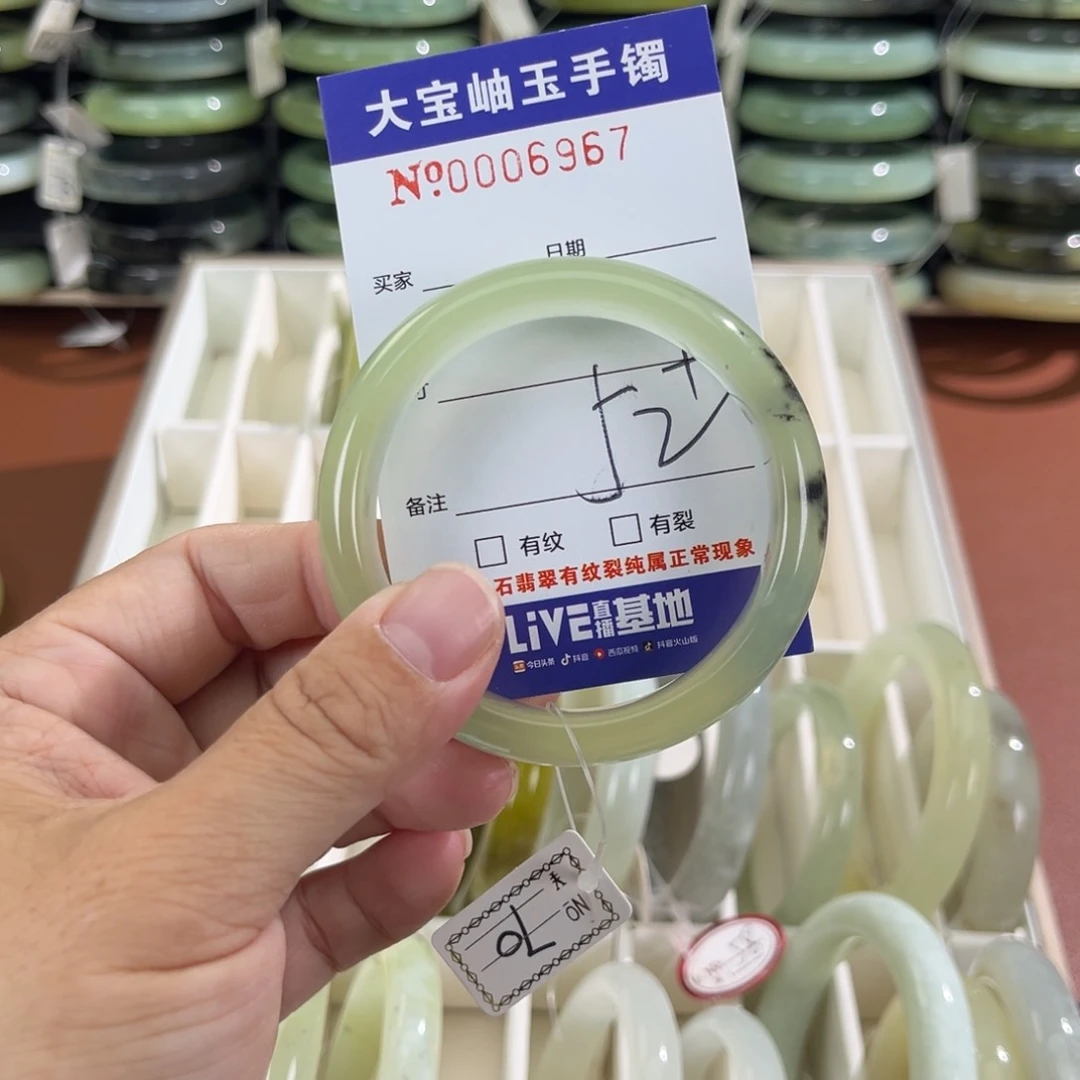 大宝岫玉手镯
Nº0006967
日期
买家
备注
有纹 有裂
石翡翠有纹裂纯属正常现象
LiVE直播基地
今日头条 抖音 西瓜视频 抖音火山版
NO
70